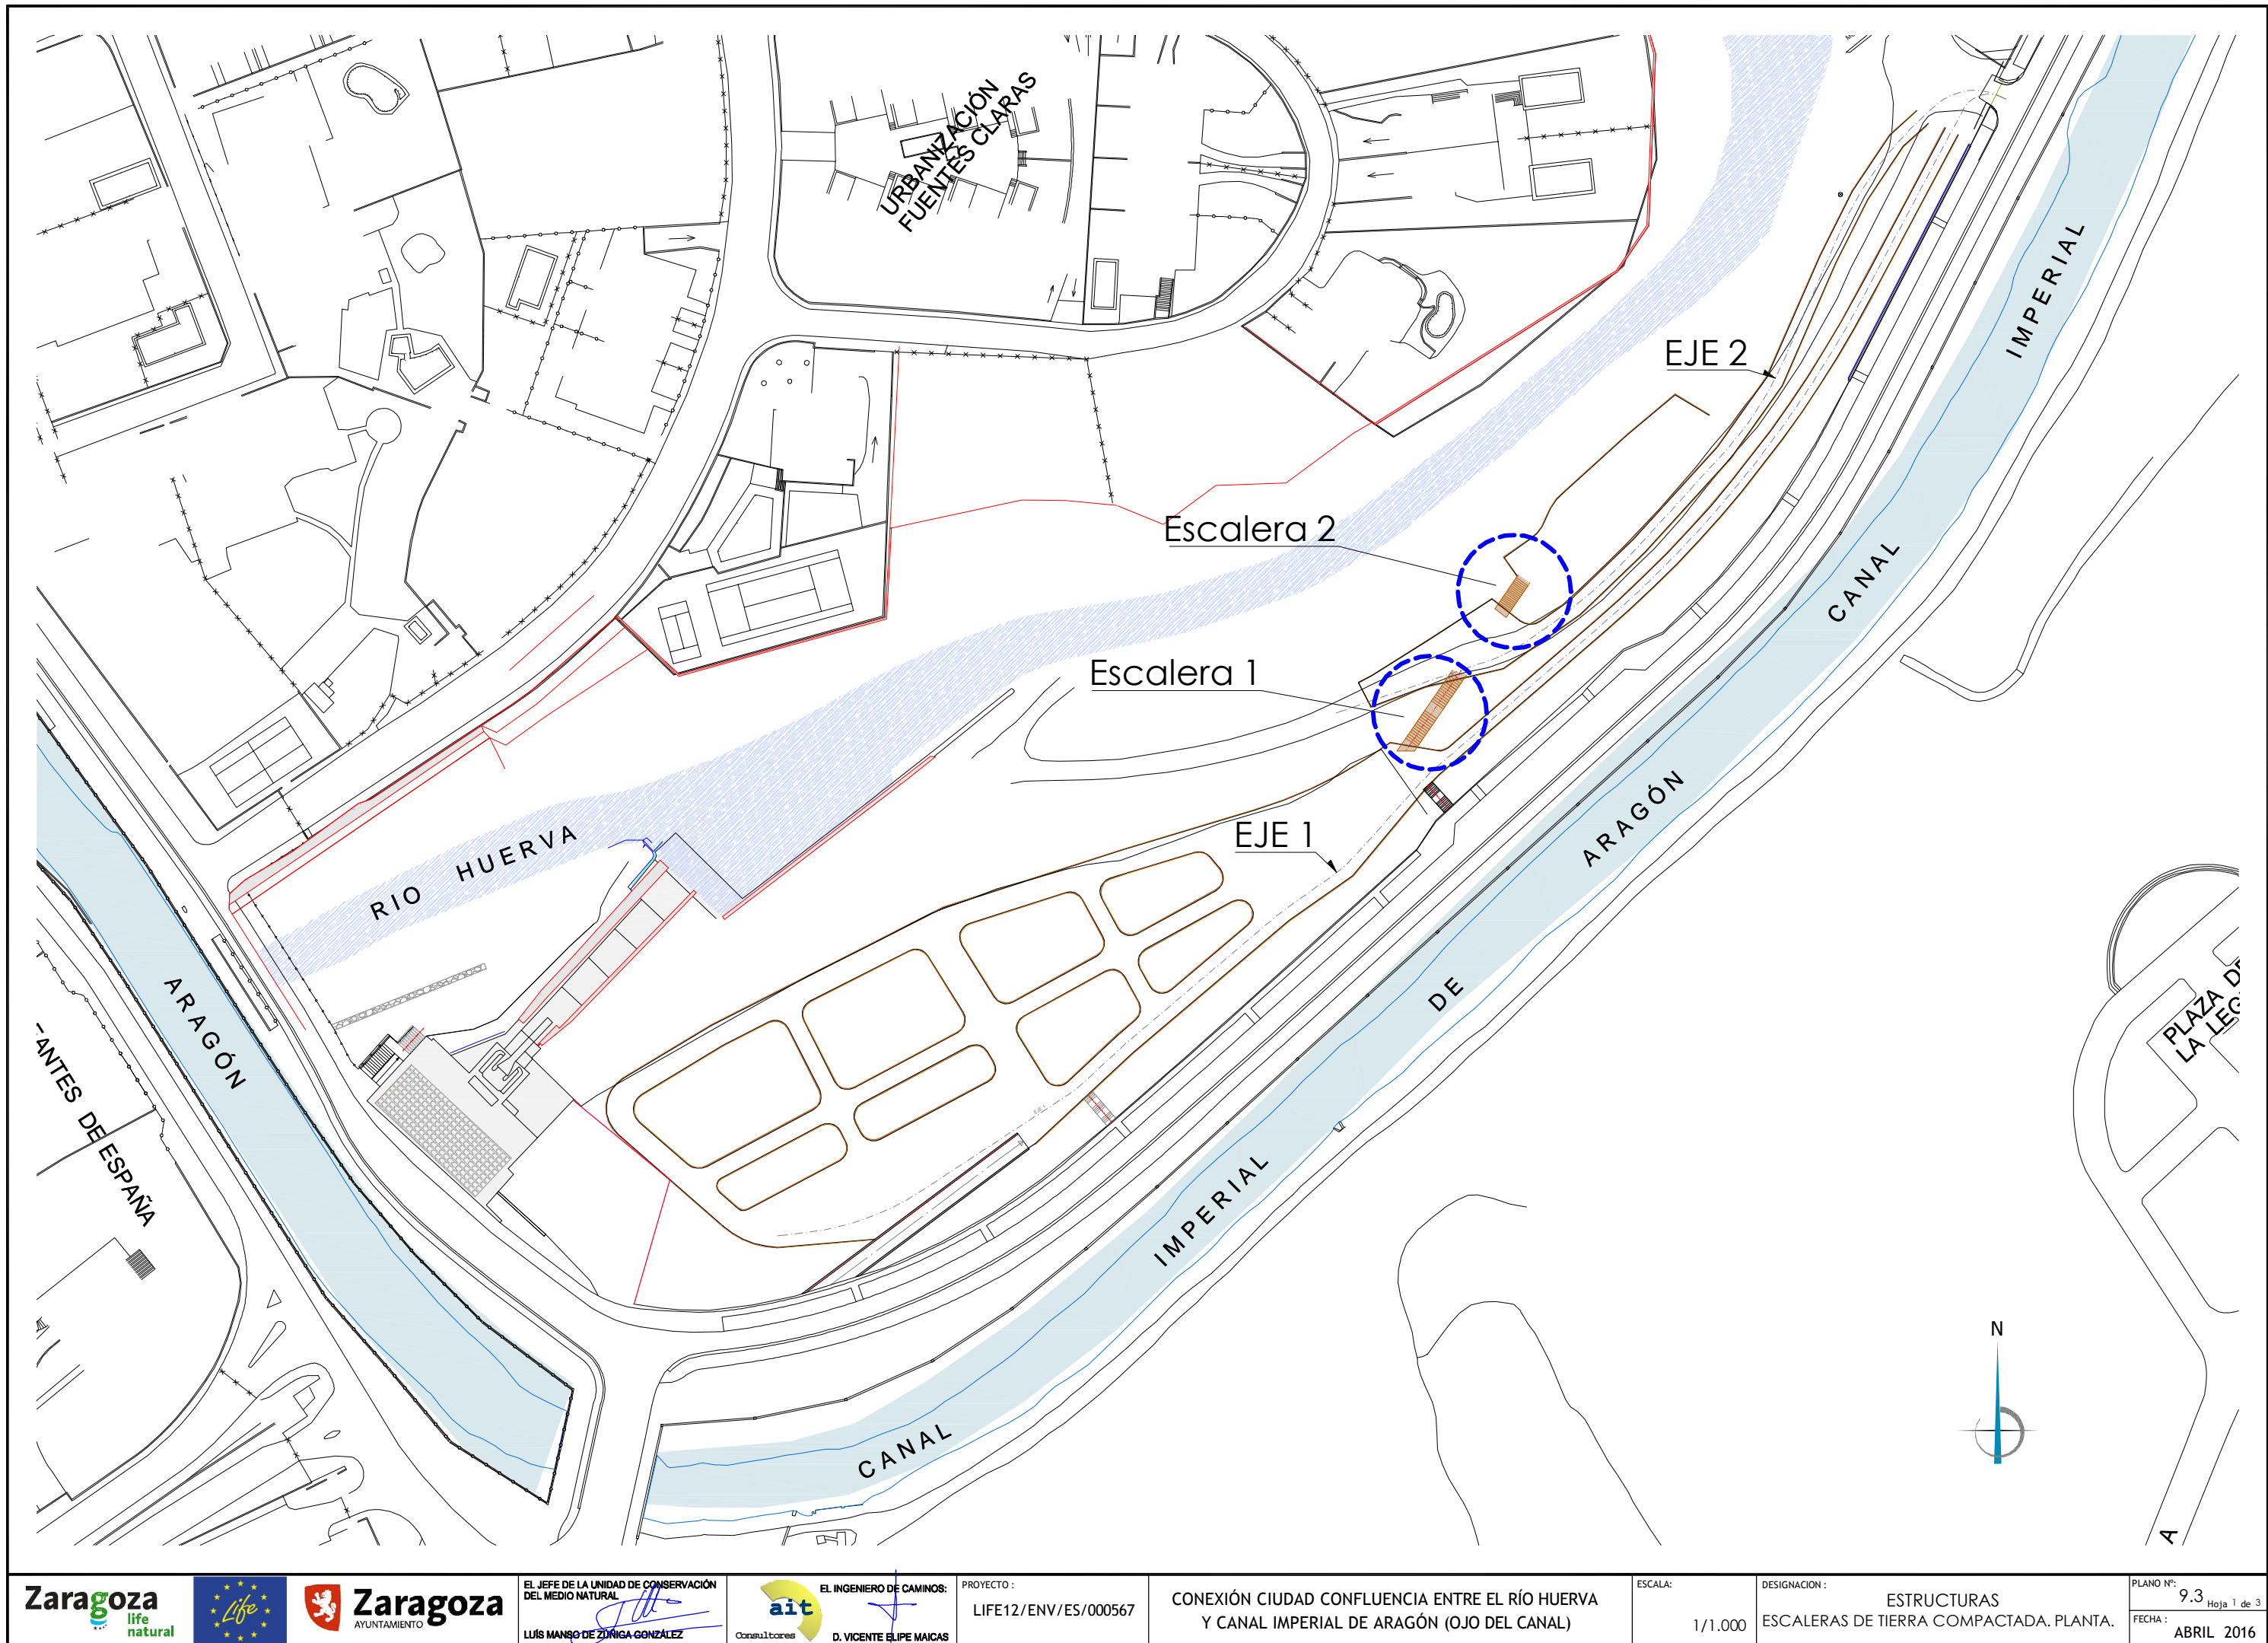 URBANIZACIÓN
FUENTES CLARAS
IMPERIAL
EJE 2
Escalera 2
CANAL
Escalera 1
ARAGÓN
EJE 1
RIO HUERVA
DE
ARAGÓN
PLAZA DE
LA LEG
TANTES DE ESPAÑA
IMPERIAL
CANAL
N
A
Zaragoza
life
natural
Life
Zaragoza
AYUNTAMIENTO
EL JEFE DE LA UNIDAD DE CONSERVACIÓN
DEL MEDIO NATURAL
LUÍS MANSO DE ZÚÑIGA GONZÁLEZ
ait
Consultores
EL INGENIERO DE CAMINOS:
D. VICENTE ELIPE MAICAS
PROYECTO :
LIFE12/ENV/ES/000567
CONEXIÓN CIUDAD CONFLUENCIA ENTRE EL RÍO HUERVA
Y CANAL IMPERIAL DE ARAGÓN (OJO DEL CANAL)
ESCALA:
1/1.000
DESIGNACION :
ESTRUCTURAS
ESCALERAS DE TIERRA COMPACTADA. PLANTA.
PLANO Nº:
9.3 Hoja 1 de 3
FECHA :
ABRIL 2016